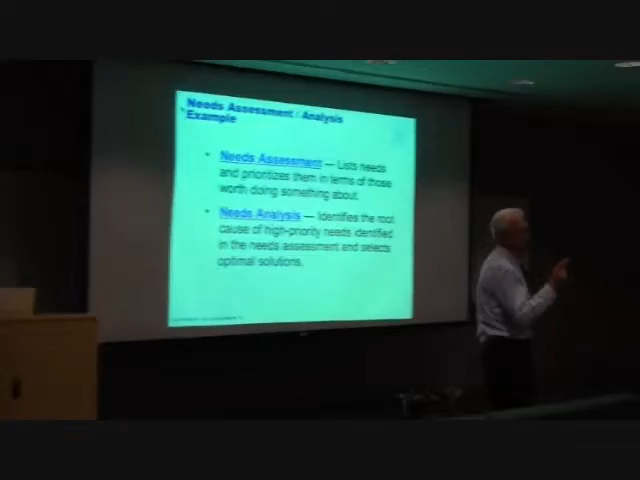 Needs Assessment / Analysis
Example
• Needs Assessment — Lists needs
and prioritizes them in terms of those
worth doing something about.
• Needs Analysis — Identifies the root
cause of high-priority needs identified
in the needs assessment and selects
optimal solutions.